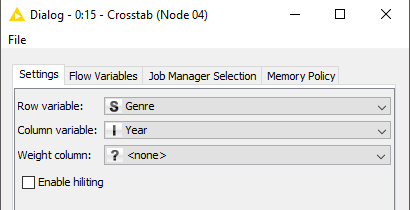 Dialog - 0:15 - Crosstab (Node 04)
File
Settings Flow Variables Job Manager Selection Memory Policy
Row variable: S Genre
Column variable: I Year
Weight column: ? <none>
Enable hiliting